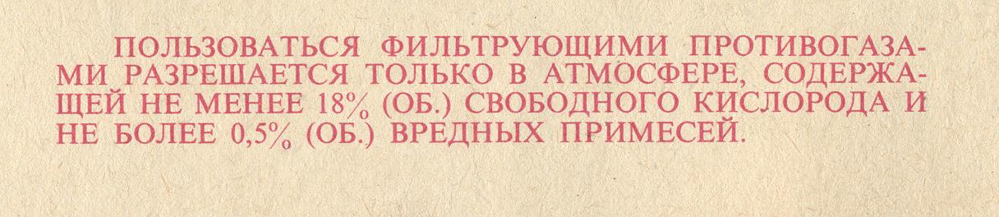 ПОЛЬЗОВАТЬСЯ ФИЛЬТРУЮЩИМИ ПРОТИВОГАЗА-
МИ РАЗРЕШАЕТСЯ ТОЛЬКО В АТМОСФЕРЕ, СОДЕРЖА-
ЩЕЙ НЕ МЕНЕЕ 18% (ОБ.) СВОБОДНОГО КИСЛОРОДА И
НЕ БОЛЕЕ 0,5% (ОБ.) ВРЕДНЫХ ПРИМЕСЕЙ.